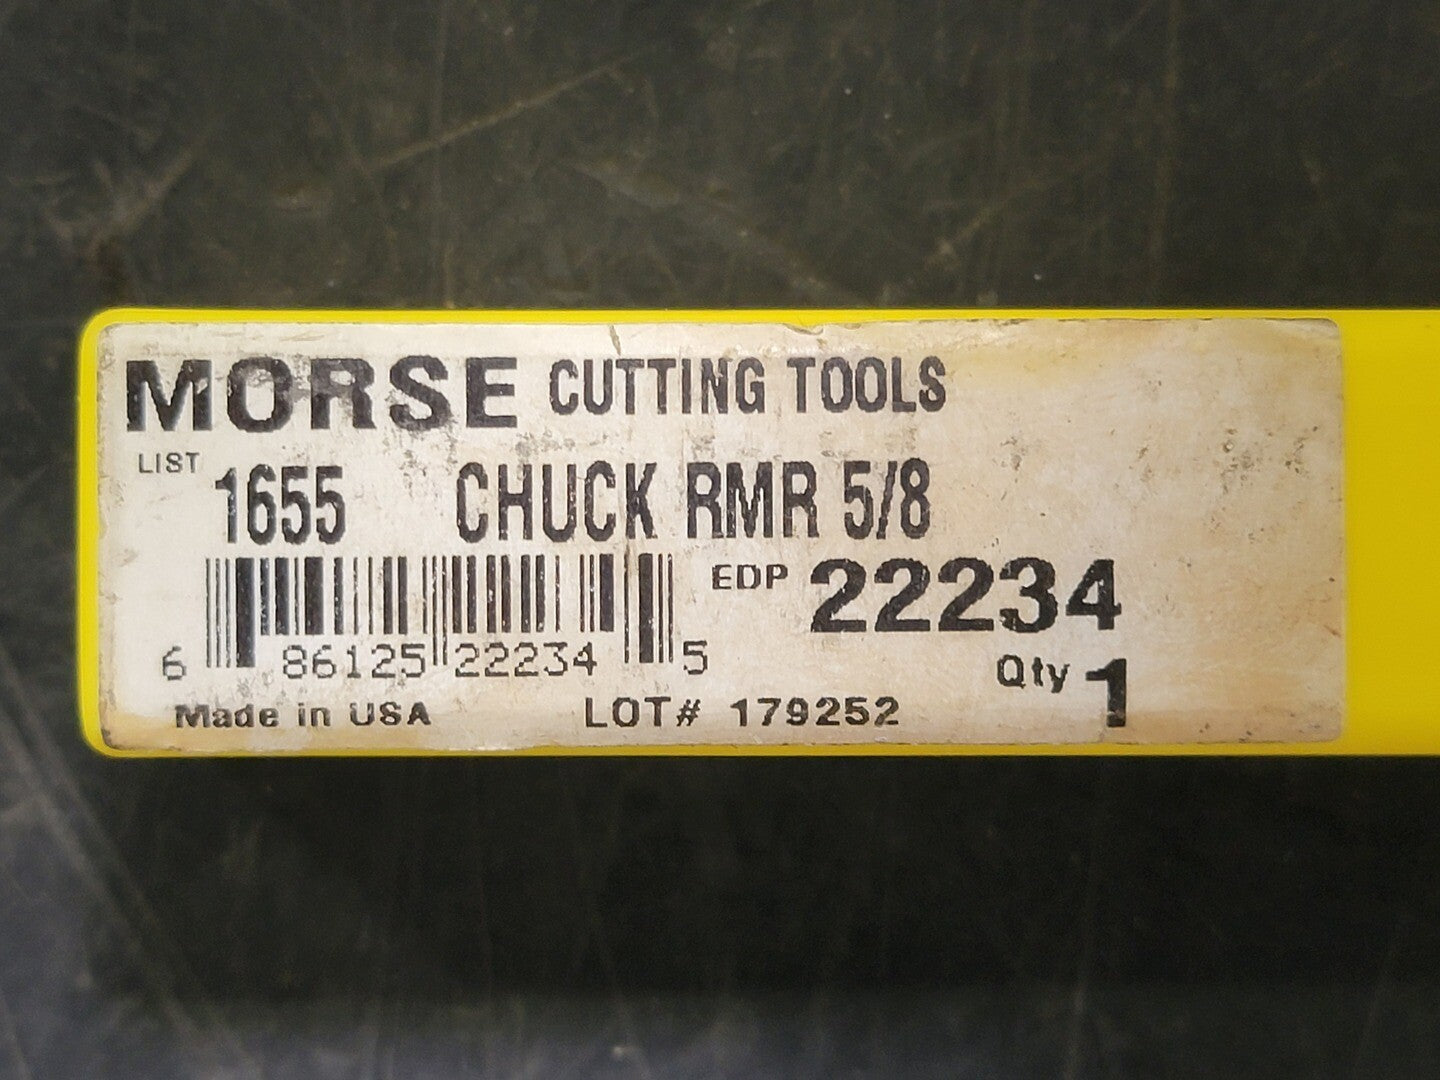 MORSE CUTTING TOOLS
LIST 1655 CHUCK RMR 5/8
EDP 22234
6 86125 22234 5
Qty 1
Made in USA LOT# 179252